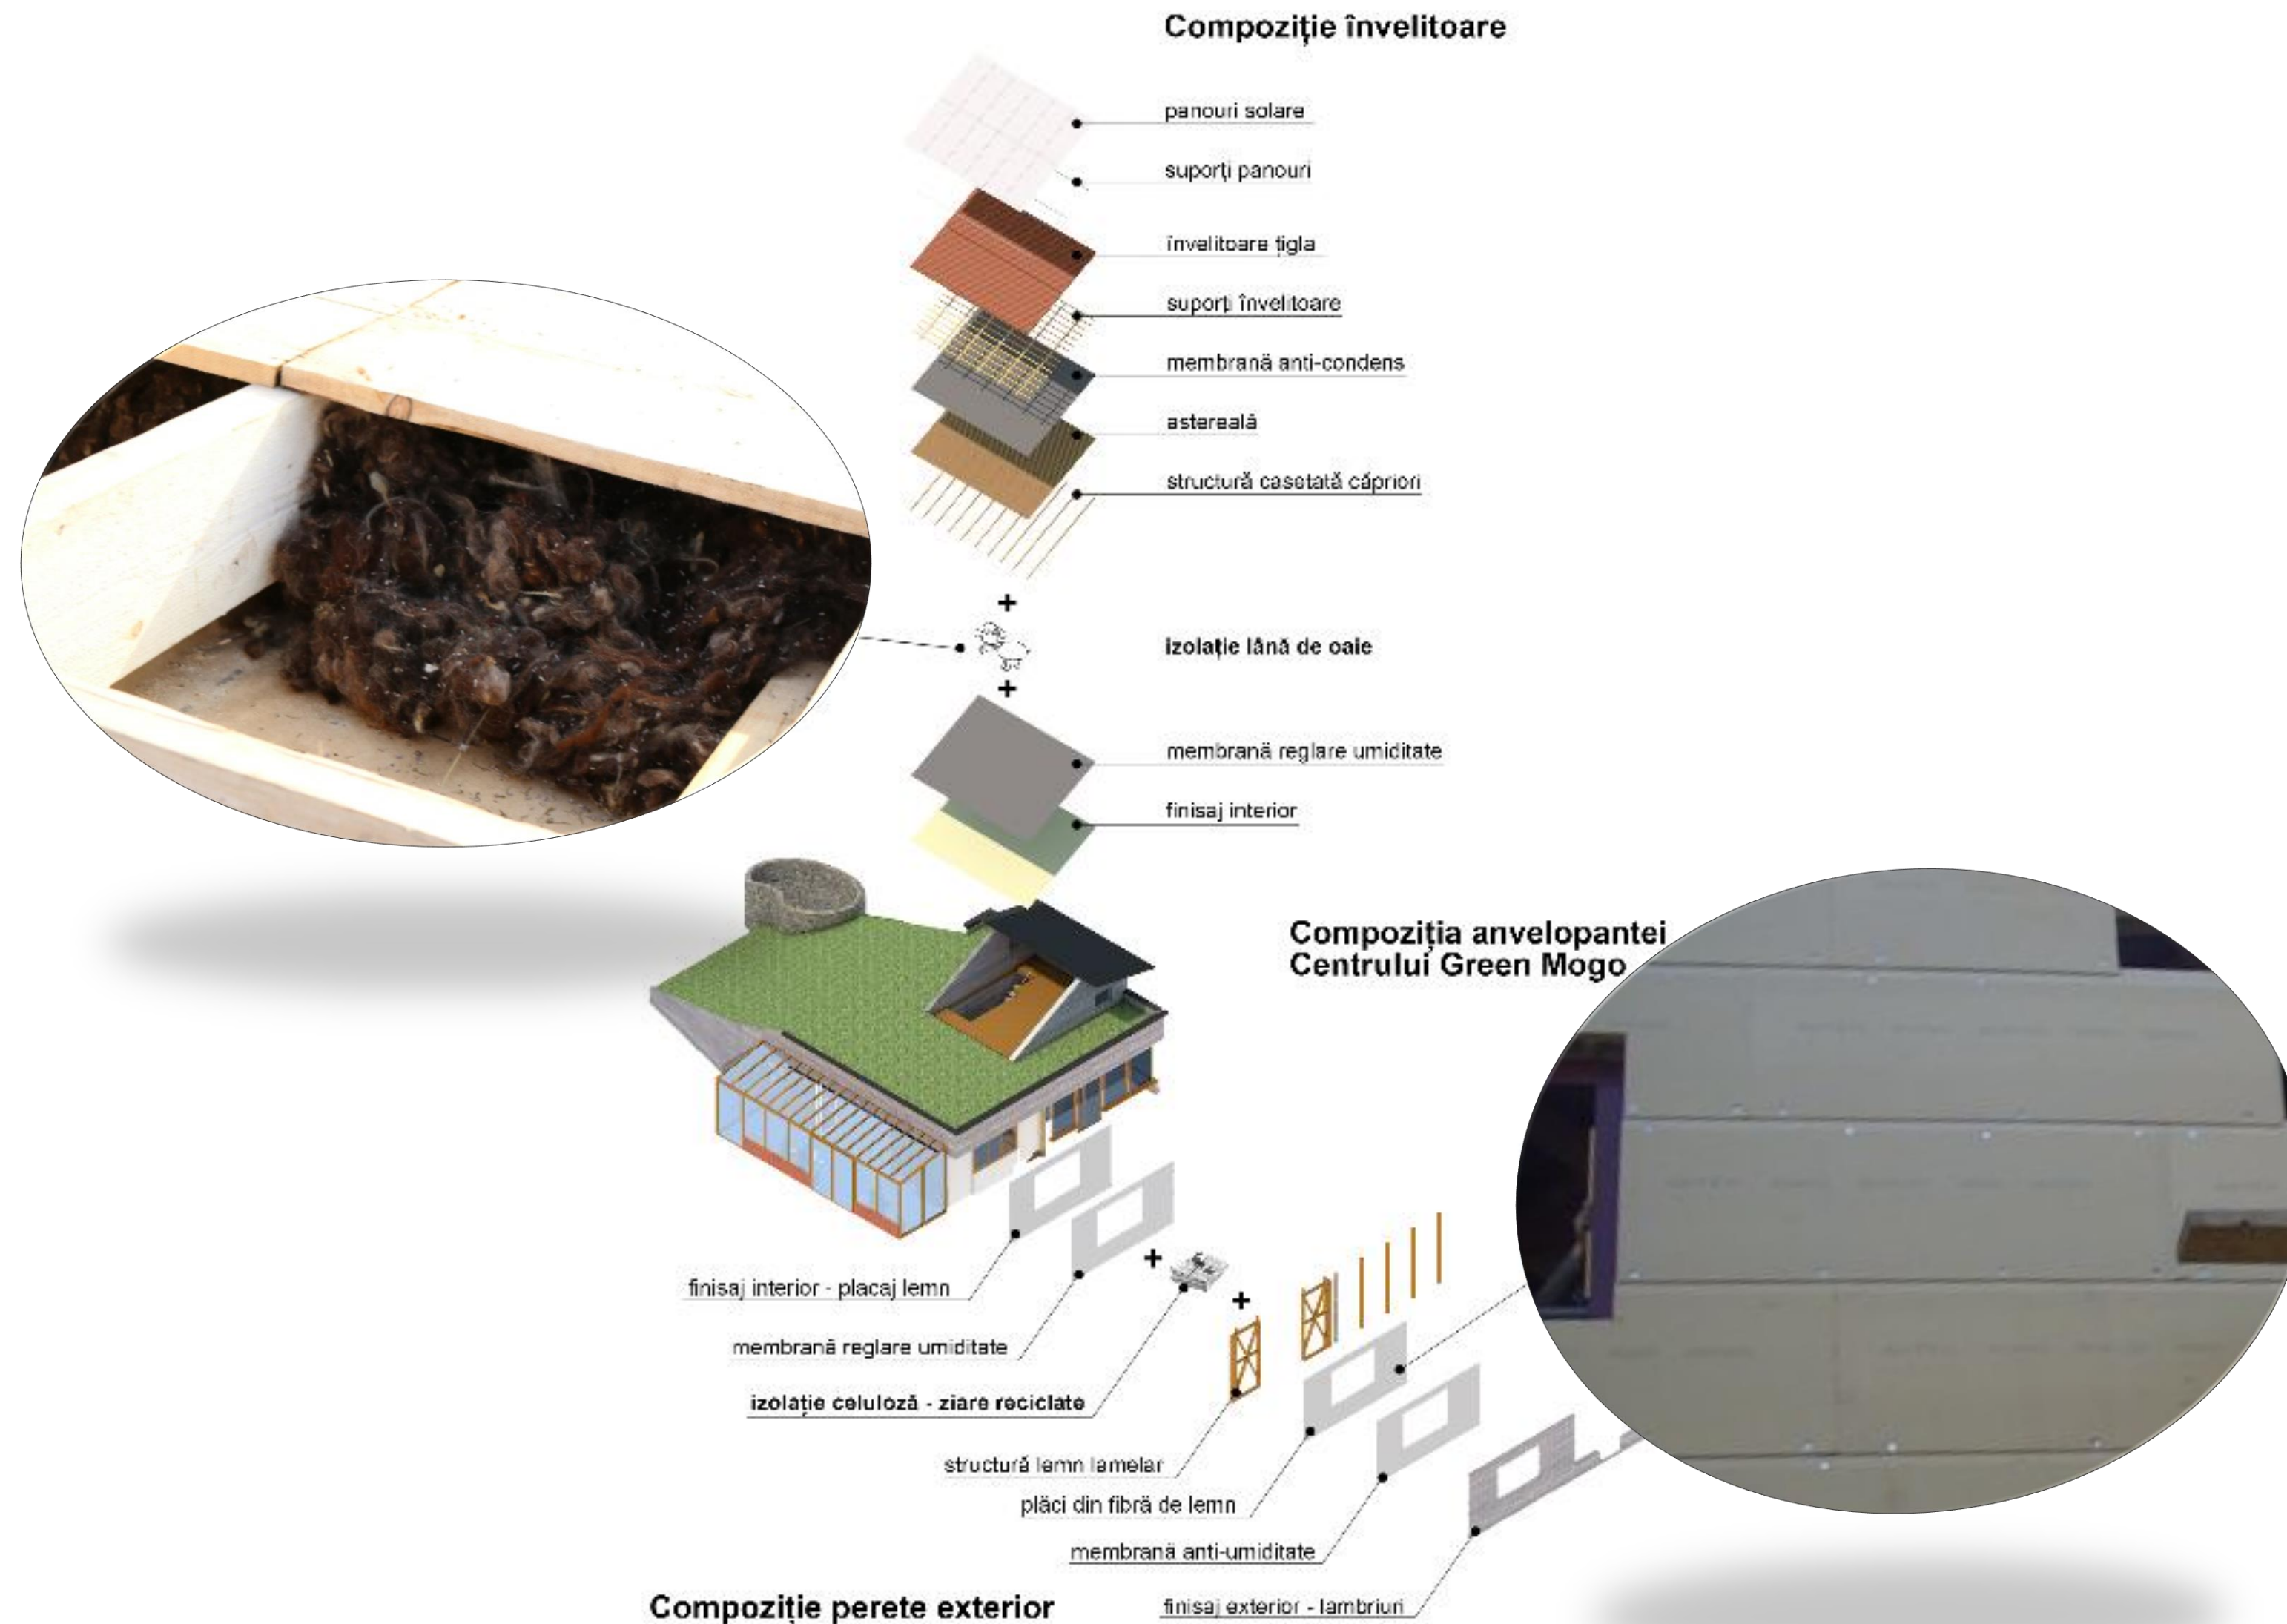 Compoziție învelitoare
panouri solare
suporți panouri
învelitoare țigla
suporți învelitoare
membrană anti-condens
astereală
structură casetată căpriori
+
izolație lână de oaie
+
membrană reglare umiditate
finisaj interior
Compoziția anvelopantei
Centrului Green Mogo
+
finisaj interior - placaj lemn
+
membrană reglare umiditate
izolație celuloză - ziare reciclate
structură lemn lamelar
plăci din fibră de lemn
membrană anti-umiditate
finisaj exterior - lambriuri
Compoziție perete exterior